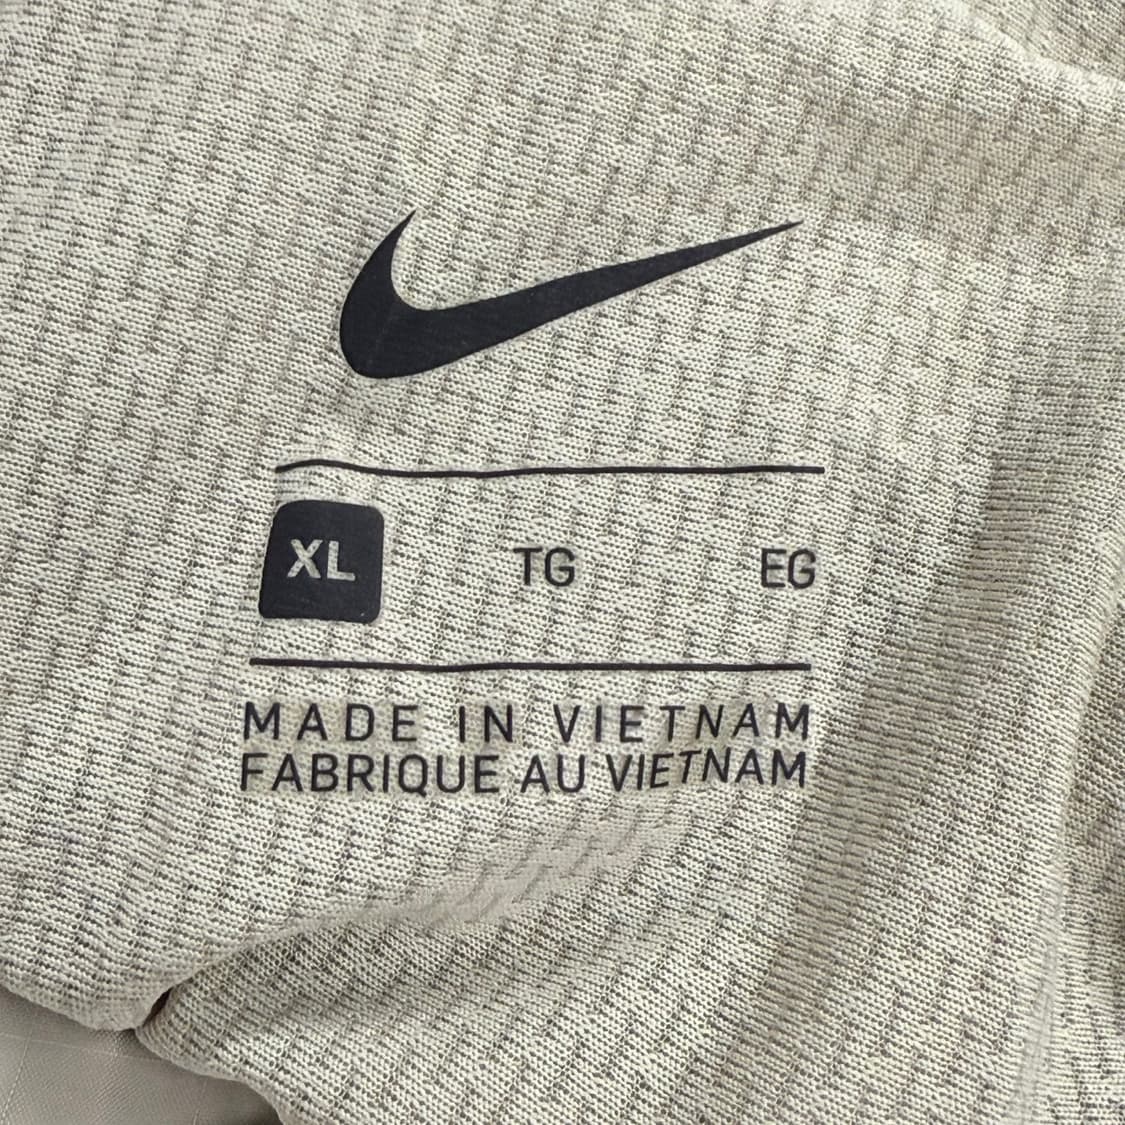 XL TG EG
MADE IN VIETNAM
FABRIQUE AU VIETNAM